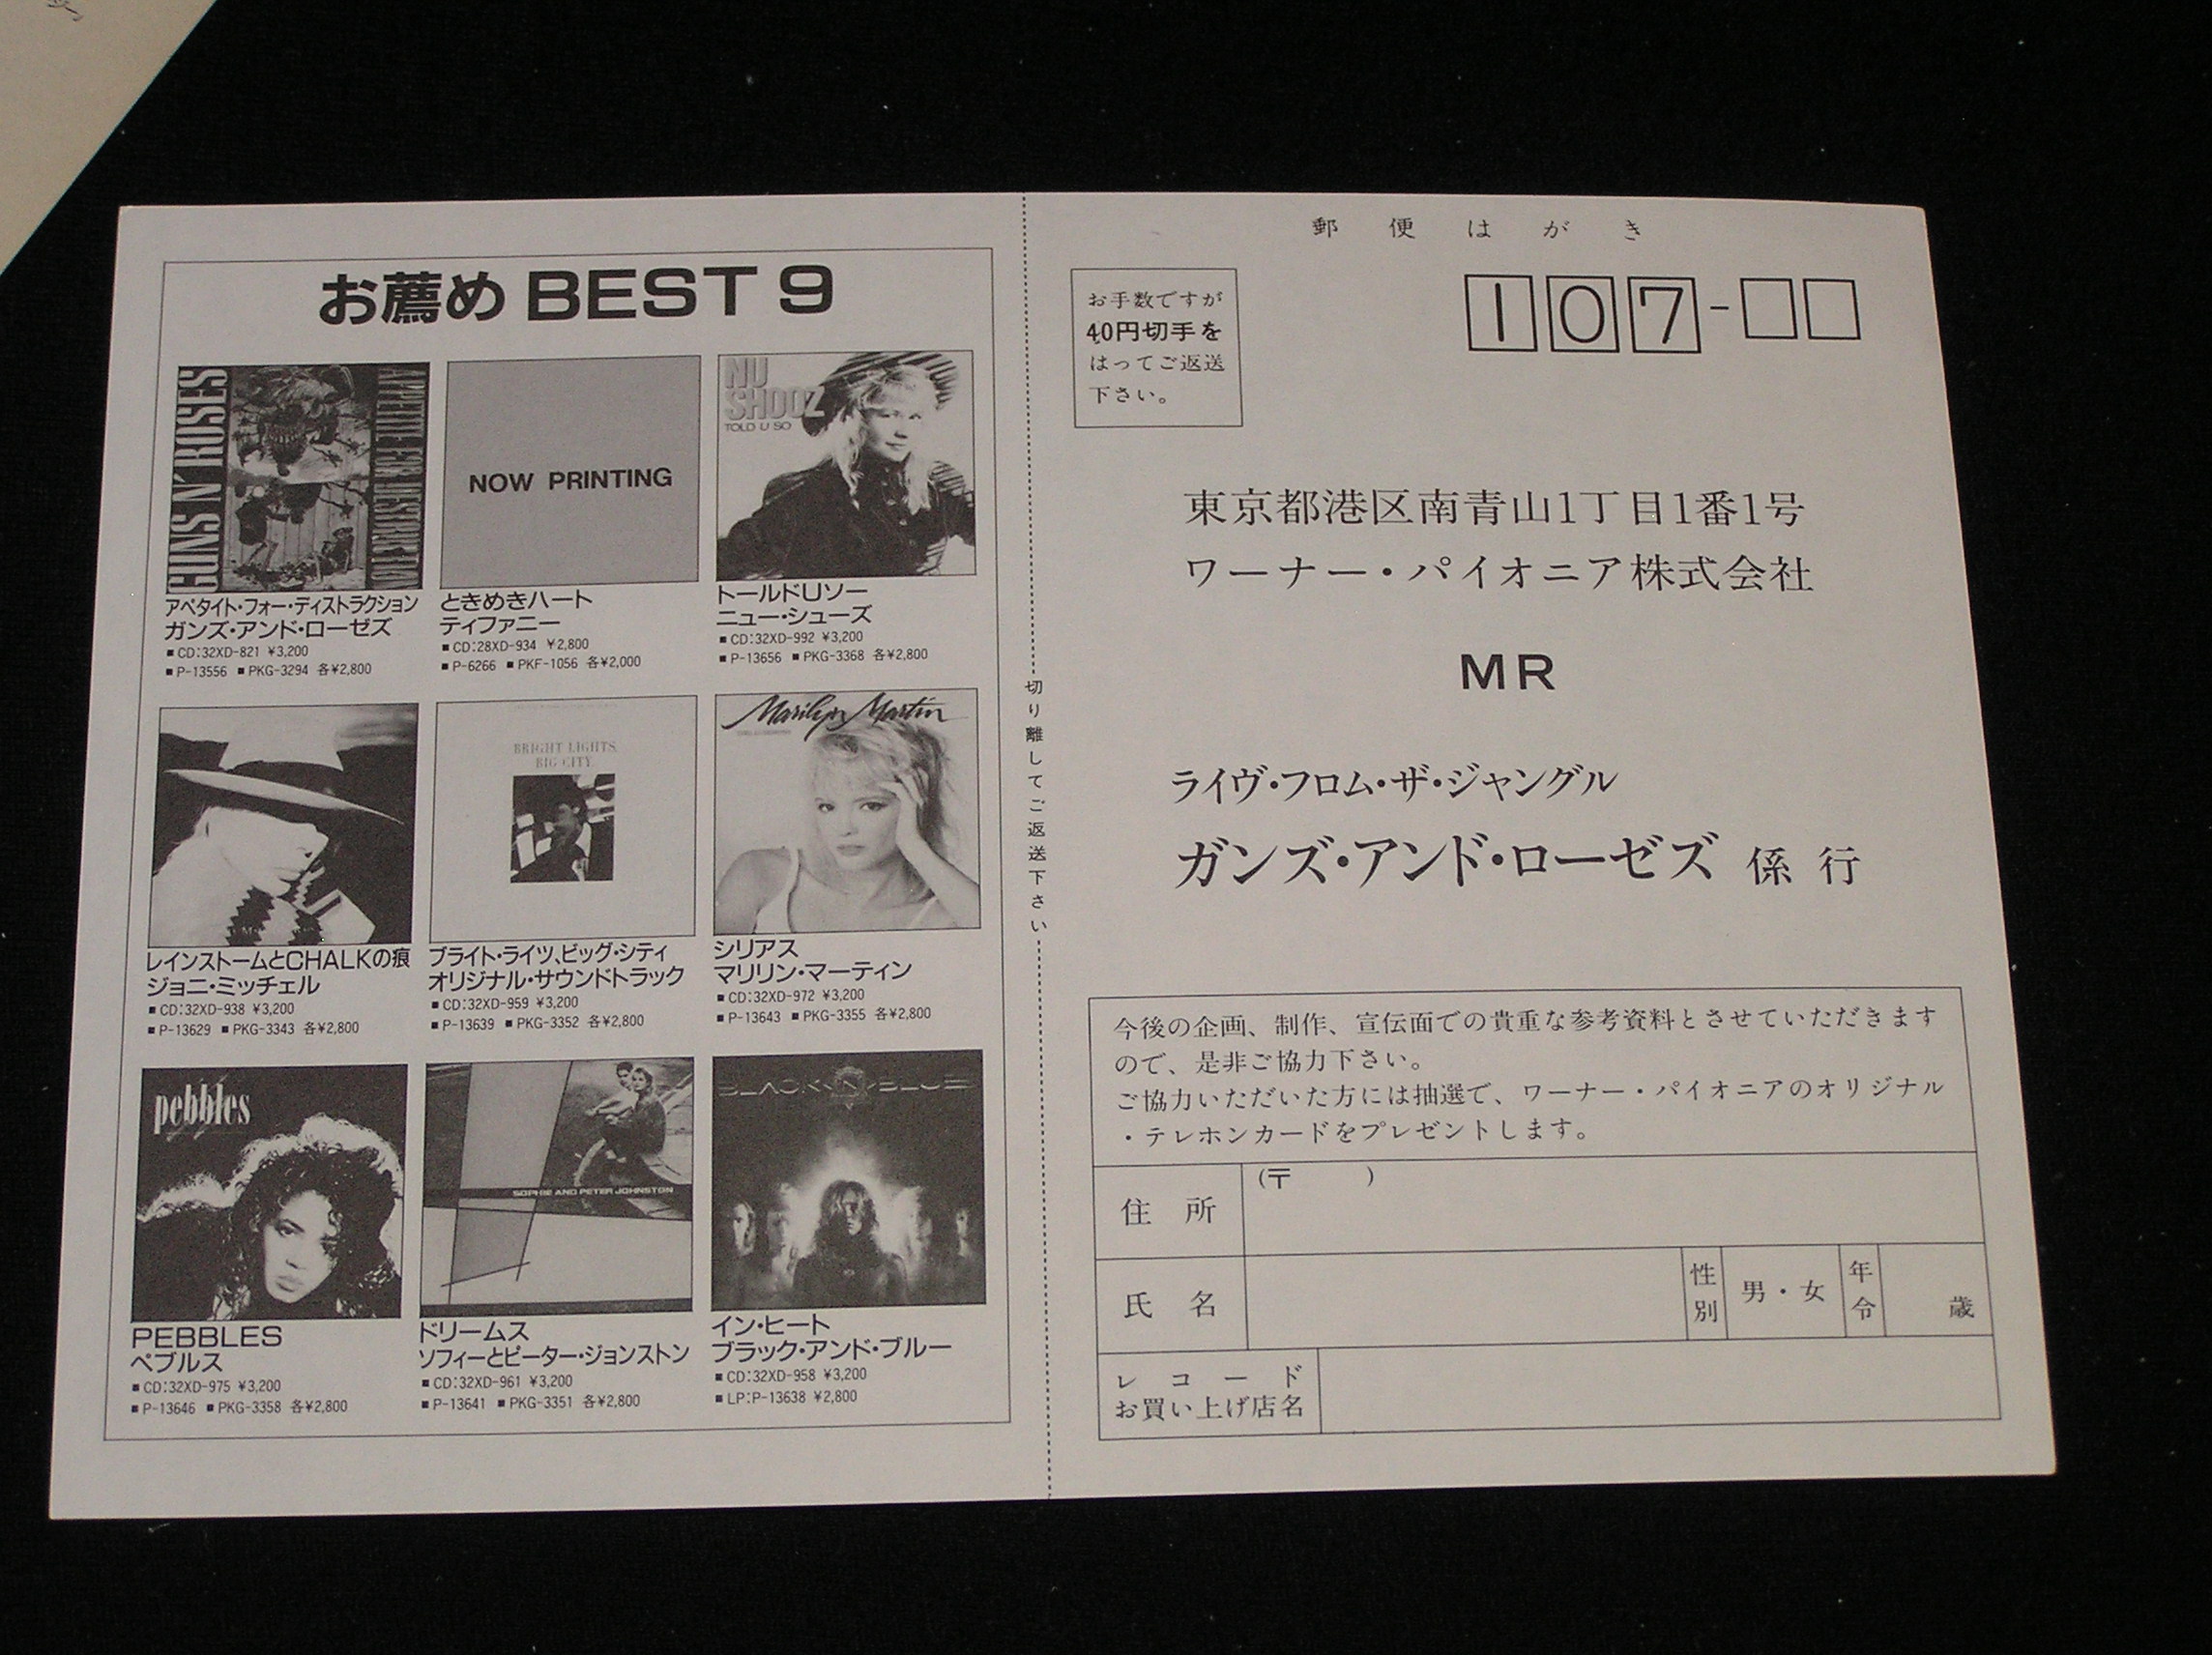 お薦め BEST 9
GUNS N' ROSES
APPETITE FOR DESTRUCTION
アペタイト・フォー・ディストラクション
ガンズ・アンド・ローゼズ
■CD:32XD-821 ¥3,200
■P-13556 ■PKG-3294 各¥2,800
NOW PRINTING
ときめきハート
ティファニー
■CD:28XD-934 ¥2,800
■P-6266 ■PKF-1056 各¥2,000
NU
SHOOZ
TOLD U SO
トールドUソー
ニュー・シューズ
■CD:32XD-992 ¥3,200
■P-13656 ■PKG-3368 各¥2,800
レインストームとCHALKの痕
ジョニ・ミッチェル
■CD:32XD-938 ¥3,200
■P-13629 ■PKG-3343 各¥2,800
BRIGHT LIGHTS,
BIG CITY
ブライト・ライツ、ビッグ・シティ
オリジナル・サウンドトラック
■CD:32XD-959 ¥3,200
■P-13639 ■PKG-3352 各¥2,800
Marilyn Martin
シリアス
マリリン・マーティン
■CD:32XD-972 ¥3,200
■P-13643 ■PKG-3355 各¥2,800
pebbles
PEBBLES
ペブルス
■CD:32XD-975 ¥3,200
■P-13646 ■PKG-3358 各¥2,800
SOPHIE AND PETER JOHNSTON
ドリームス
ソフィーとピーター・ジョンストン
■CD:32XD-961 ¥3,200
■P-13641 ■PKG-3351 各¥2,800
BLACK N BLUE
イン・ヒート
ブラック・アンド・ブルー
■CD:32XD-958 ¥3,200
■LP:P-13638 ¥2,800
切り離してご返送下さい
郵便はがき
お手数ですが
40円切手を
はってご返送
下さい。
107-
東京都港区南青山1丁目1番1号
ワーナー・パイオニア株式会社
MR
ライヴ・フロム・ザ・ジャングル
ガンズ・アンド・ローゼズ 係 行
今後の企画、制作、宣伝面での貴重な参考資料とさせていただきます
ので、是非ご協力下さい。
ご協力いただいた方には抽選で、ワーナー・パイオニアのオリジナル
・テレホンカードをプレゼントします。
住 所
(〒 )
氏 名
性別
男・女
年令
歳
レコード
お買い上げ店名